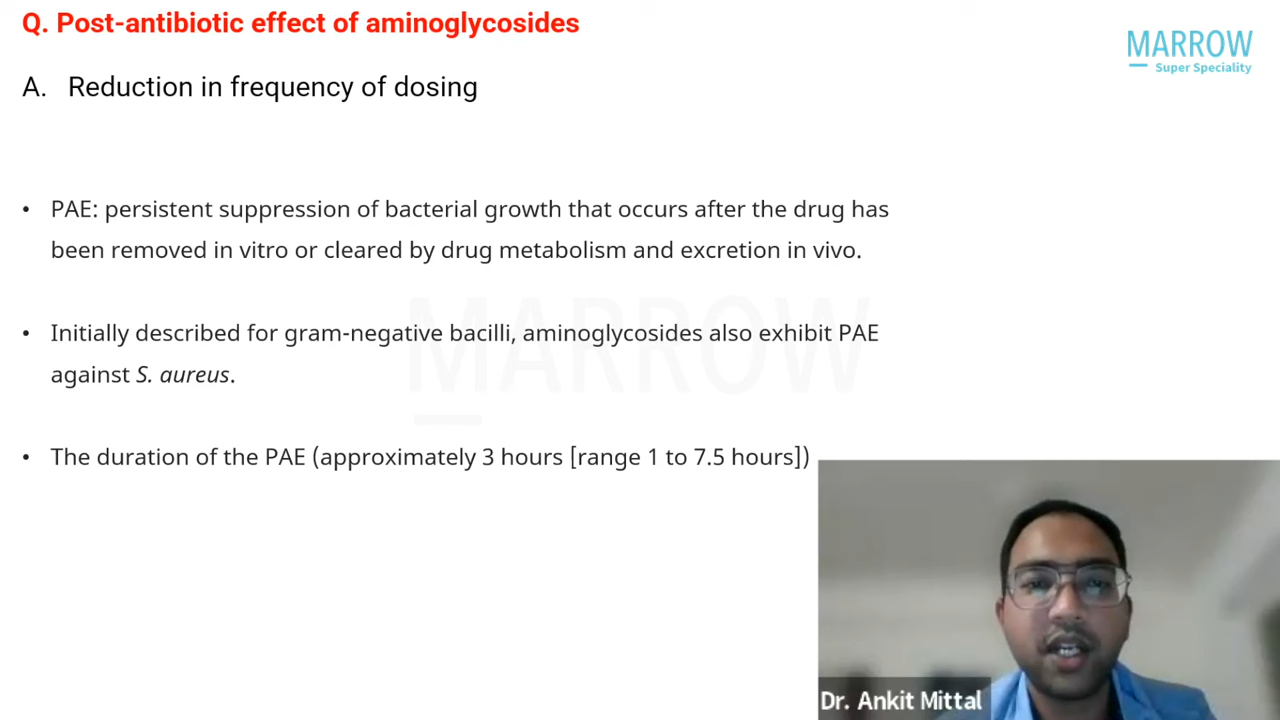 Q. Post-antibiotic effect of aminoglycosides
MARROW
Super Speciality
A. Reduction in frequency of dosing
• PAE: persistent suppression of bacterial growth that occurs after the drug has
been removed in vitro or cleared by drug metabolism and excretion in vivo.
MARROW
• Initially described for gram-negative bacilli, aminoglycosides also exhibit PAE
against S. aureus.
• The duration of the PAE (approximately 3 hours [range 1 to 7.5 hours])
Dr. Ankit Mittal